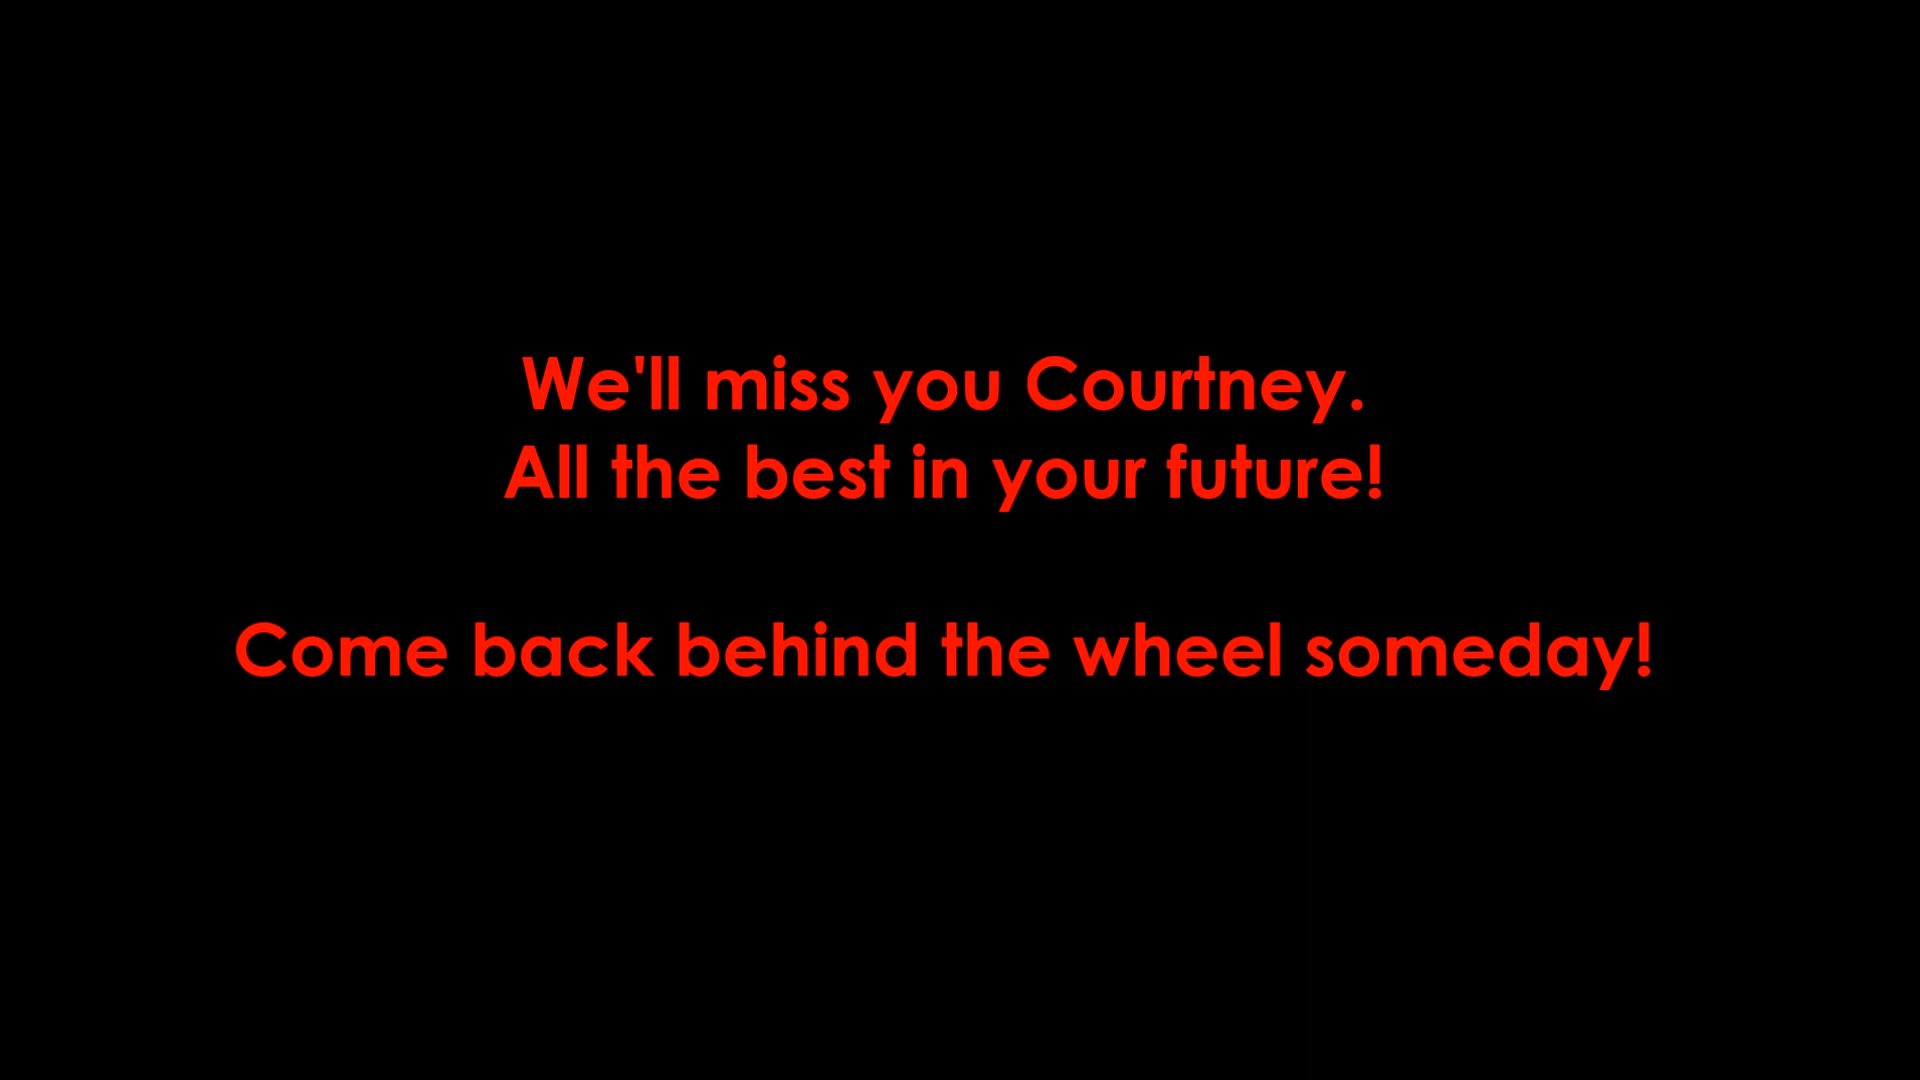 We'll miss you Courtney.
All the best in your future!
Come back behind the wheel someday!